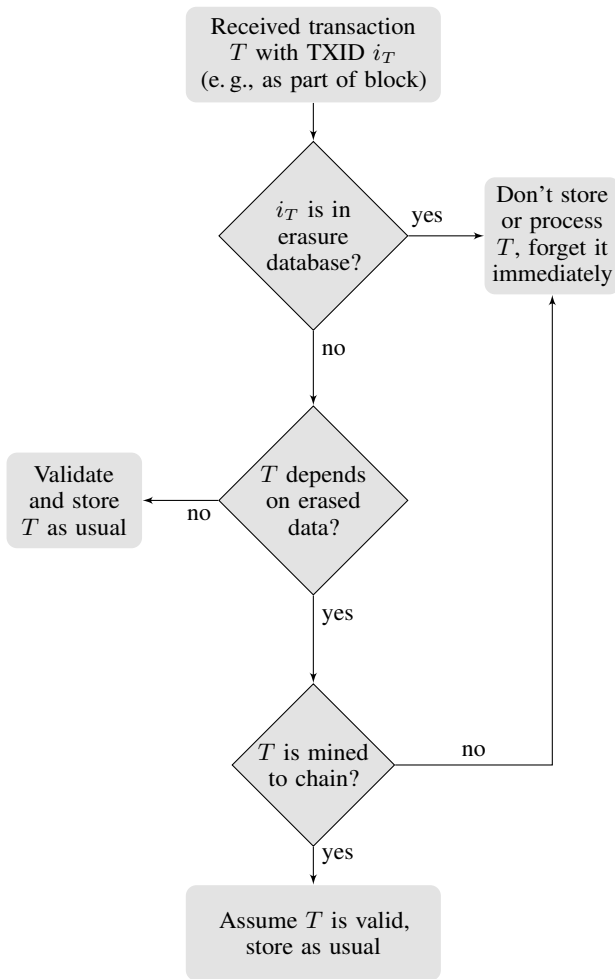 Received transaction
T with TXID i_T
(e. g., as part of block)
i_T is in
erasure
database?
yes
Don't store
or process
T, forget it
immediately
no
T depends
on erased
data?
no
Validate
and store
T as usual
yes
T is mined
to chain?
no
yes
Assume T is valid,
store as usual